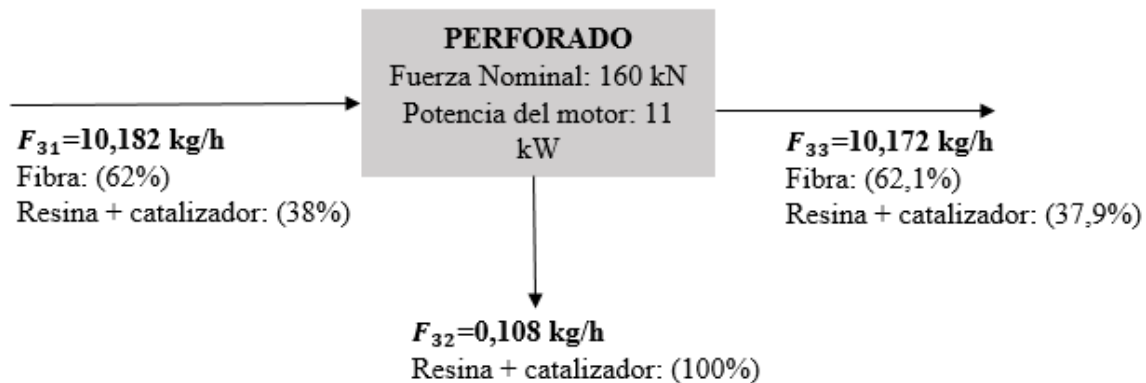 PERFORADO
Fuerza Nominal: 160 kN
Potencia del motor: 11
kW
F₃₁=10,182 kg/h
Fibra: (62%)
Resina + catalizador: (38%)
F₃₃=10,172 kg/h
Fibra: (62,1%)
Resina + catalizador: (37,9%)
F₃₂=0,108 kg/h
Resina + catalizador: (100%)